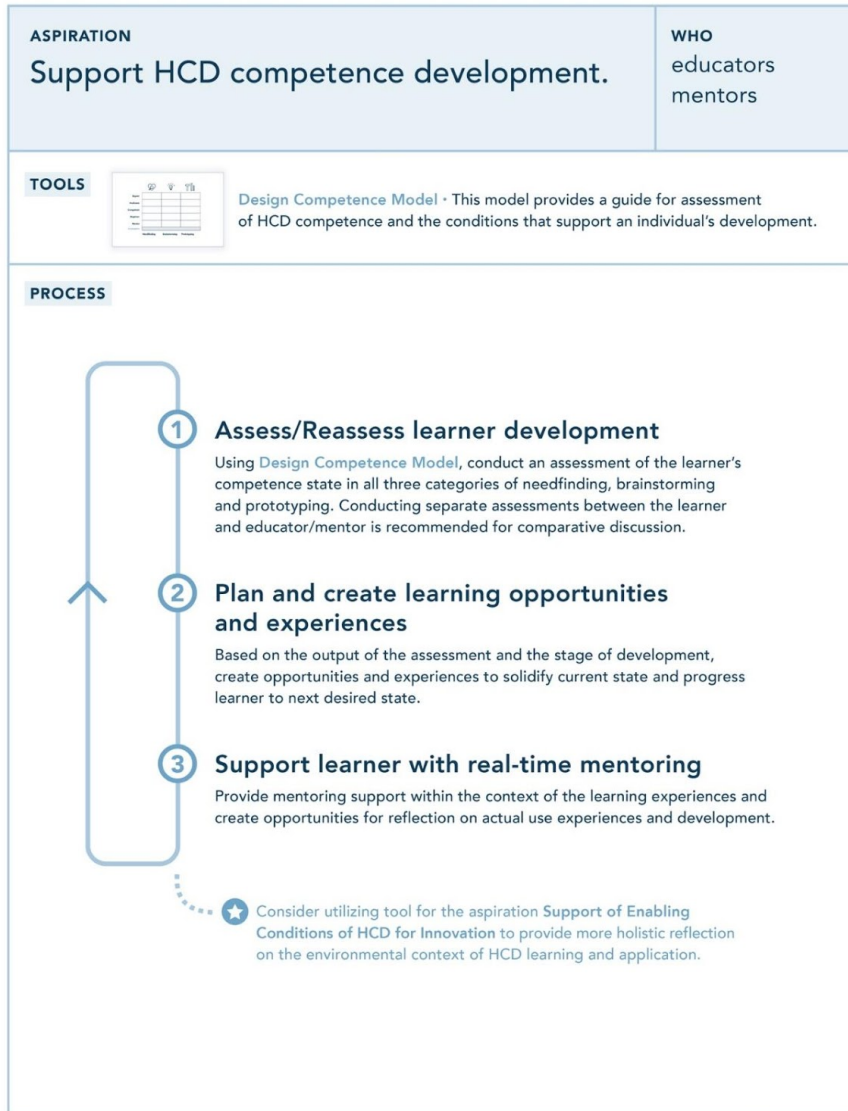 ASPIRATION
Support HCD competence development.
WHO
educators
mentors
TOOLS
Needfinding Brainstorming Prototyping
Design Competence Model · This model provides a guide for assessment
of HCD competence and the conditions that support an individual's development.
PROCESS
1
Assess/Reassess learner development
Using Design Competence Model, conduct an assessment of the learner's
competence state in all three categories of needfinding, brainstorming
and prototyping. Conducting separate assessments between the learner
and educator/mentor is recommended for comparative discussion.
2
Plan and create learning opportunities
and experiences
Based on the output of the assessment and the stage of development,
create opportunities and experiences to solidify current state and progress
learner to next desired state.
3
Support learner with real-time mentoring
Provide mentoring support within the context of the learning experiences and
create opportunities for reflection on actual use experiences and development.
Consider utilizing tool for the aspiration Support of Enabling
Conditions of HCD for Innovation to provide more holistic reflection
on the environmental context of HCD learning and application.